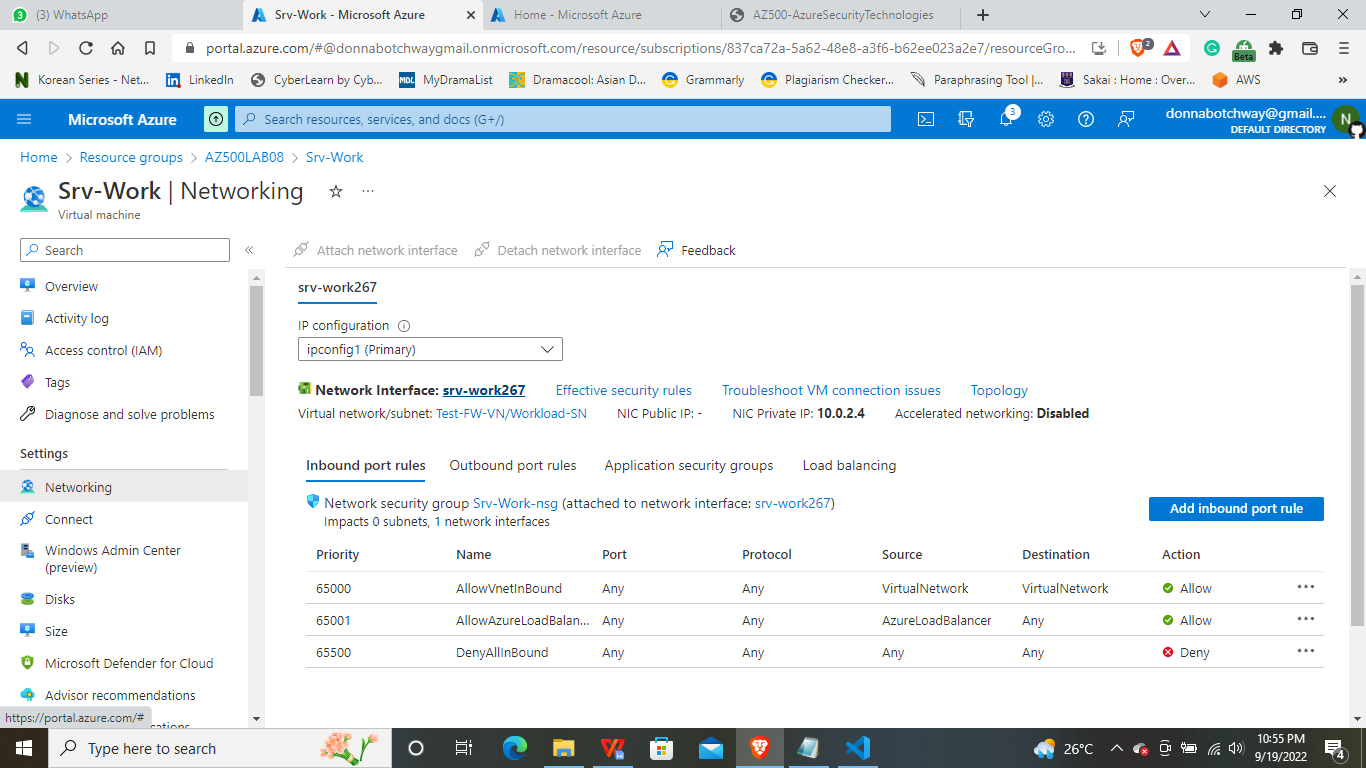 3
(3) WhatsApp
Srv-Work - Microsoft Azure
Home - Microsoft Azure
AZ500-AzureSecurityTechnologies
portal.azure.com/#@donnabotchwaygmail.onmicrosoft.com/resource/subscriptions/837ca72a-5a62-48e8-a3f6-b62ee023a2e7/resourceGro...
2
Beta
Korean Series - Net...
LinkedIn
CyberLearn by Cyb...
MyDramaList
Dramacool: Asian D...
Grammarly
Plagiarism Checker...
Paraphrasing Tool |...
Sakai : Home : Over...
AWS
»
Microsoft Azure
Search resources, services, and docs (G+/)
3
donnabotchway@gmail....
DEFAULT DIRECTORY
N
Home > Resource groups > AZ500LAB08 > Srv-Work
Srv-Work | Networking
Virtual machine
Search
«
Attach network interface
Detach network interface
Feedback
Overview
Activity log
Access control (IAM)
Tags
Diagnose and solve problems
Settings
Networking
Connect
Windows Admin Center
(preview)
Disks
Size
Microsoft Defender for Cloud
Advisor recommendations
https://portal.azure.com/#
srv-work267
IP configuration
ipconfig1 (Primary)
Network Interface: srv-work267
Effective security rules
Troubleshoot VM connection issues
Topology
Virtual network/subnet: Test-FW-VN/Workload-SN
NIC Public IP: -
NIC Private IP: 10.0.2.4
Accelerated networking: Disabled
Inbound port rules
Outbound port rules
Application security groups
Load balancing
Network security group Srv-Work-nsg (attached to network interface: srv-work267)
Impacts 0 subnets, 1 network interfaces
Add inbound port rule
Priority Name Port Protocol Source Destination Action
65000 AllowVnetInBound Any Any VirtualNetwork VirtualNetwork Allow
65001 AllowAzureLoadBalan... Any Any AzureLoadBalancer Any Allow
65500 DenyAllInBound Any Any Any Any Deny
Type here to search
26°C
10:55 PM
9/19/2022
4